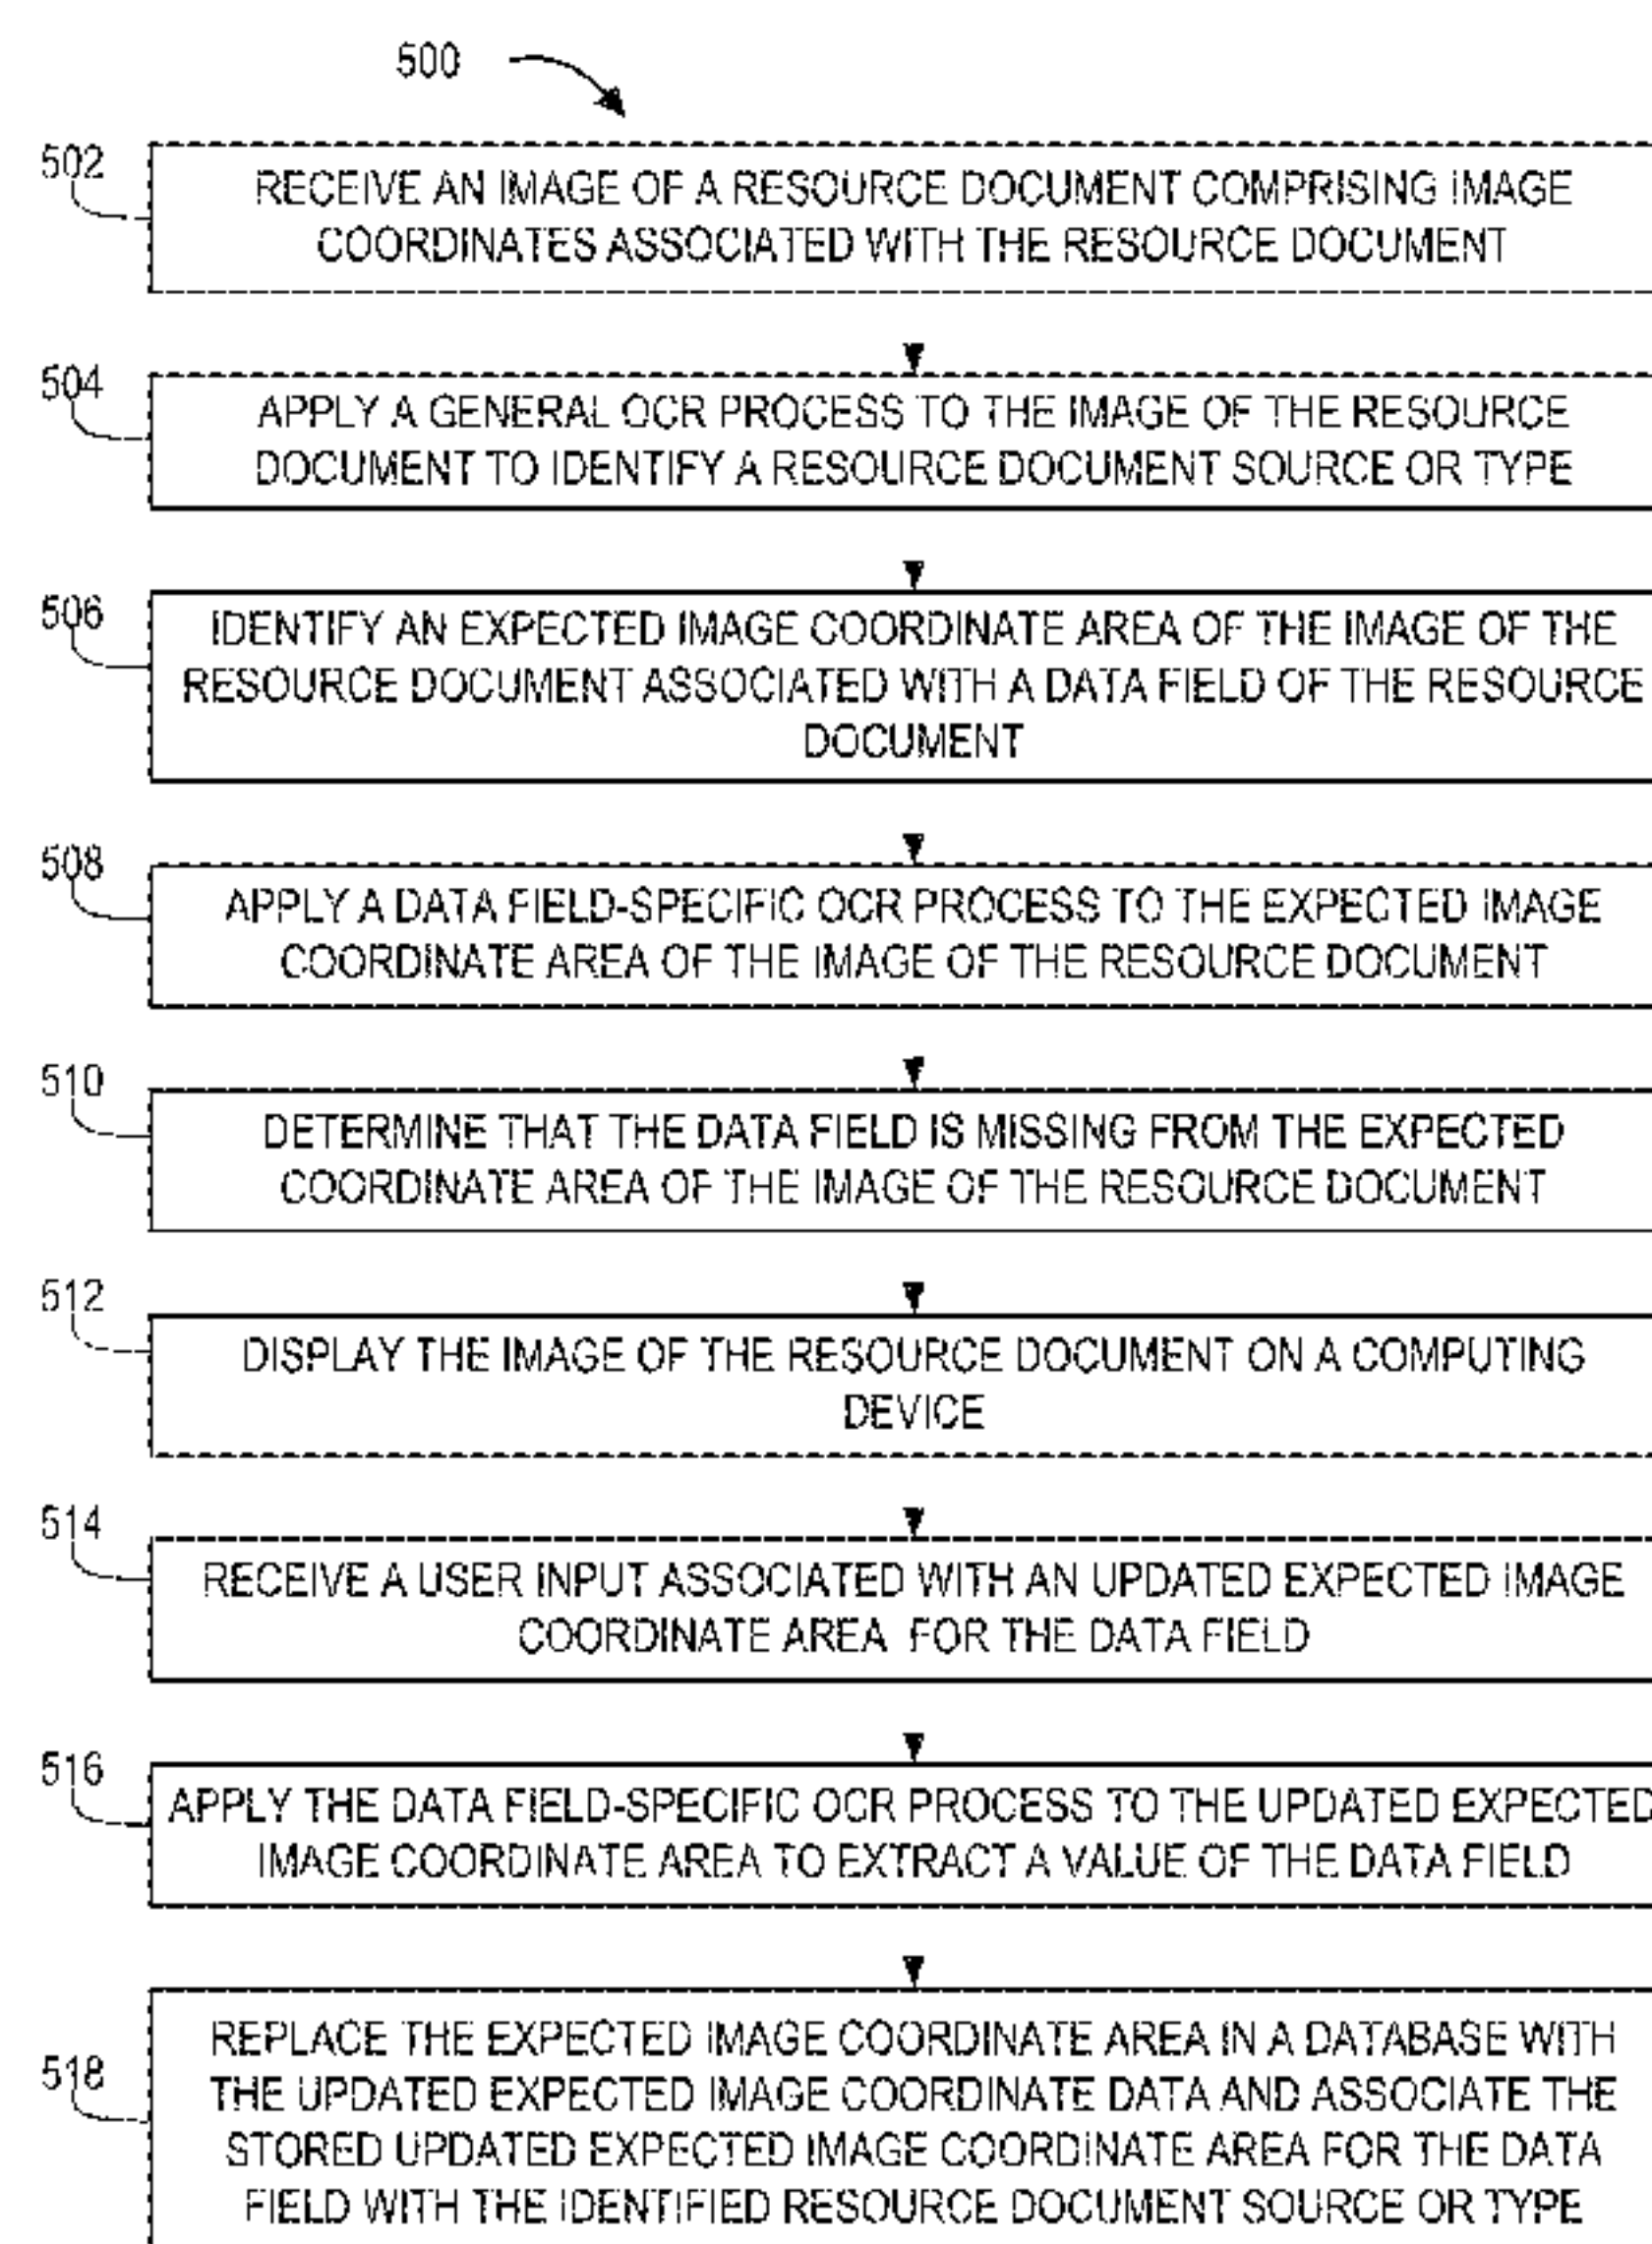 500
502
RECEIVE AN IMAGE OF A RESOURCE DOCUMENT COMPRISING IMAGE
COORDINATES ASSOCIATED WITH THE RESOURCE DOCUMENT
504
APPLY A GENERAL OCR PROCESS TO THE IMAGE OF THE RESOURCE
DOCUMENT TO IDENTIFY A RESOURCE DOCUMENT SOURCE OR TYPE
506
IDENTIFY AN EXPECTED IMAGE COORDINATE AREA OF THE IMAGE OF THE
RESOURCE DOCUMENT ASSOCIATED WITH A DATA FIELD OF THE RESOURCE
DOCUMENT
508
APPLY A DATA FIELD-SPECIFIC OCR PROCESS TO THE EXPECTED IMAGE
COORDINATE AREA OF THE IMAGE OF THE RESOURCE DOCUMENT
510
DETERMINE THAT THE DATA FIELD IS MISSING FROM THE EXPECTED
COORDINATE AREA OF THE IMAGE OF THE RESOURCE DOCUMENT
512
DISPLAY THE IMAGE OF THE RESOURCE DOCUMENT ON A COMPUTING
DEVICE
514
RECEIVE A USER INPUT ASSOCIATED WITH AN UPDATED EXPECTED IMAGE
COORDINATE AREA FOR THE DATA FIELD
516
APPLY THE DATA FIELD-SPECIFIC OCR PROCESS TO THE UPDATED EXPECTED
IMAGE COORDINATE AREA TO EXTRACT A VALUE OF THE DATA FIELD
518
REPLACE THE EXPECTED IMAGE COORDINATE AREA IN A DATABASE WITH
THE UPDATED EXPECTED IMAGE COORDINATE DATA AND ASSOCIATE THE
STORED UPDATED EXPECTED IMAGE COORDINATE AREA FOR THE DATA
FIELD WITH THE IDENTIFIED RESOURCE DOCUMENT SOURCE OR TYPE